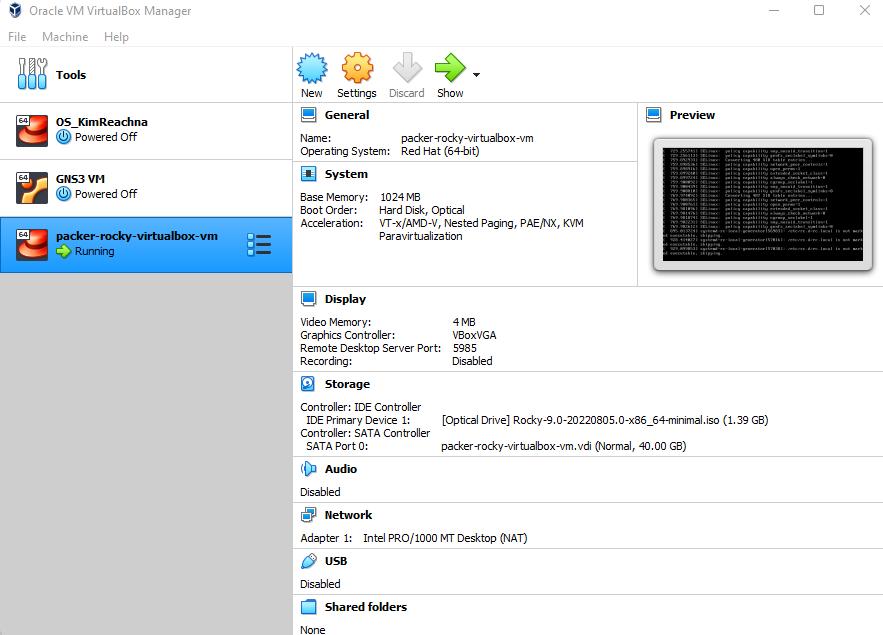 Oracle VM VirtualBox Manager
File Machine Help
Tools
64
OS_KimReachna
Powered Off
64
GNS3 VM
Powered Off
64
packer-rocky-virtualbox-vm
Running
New Settings Discard Show
General
Name: packer-rocky-virtualbox-vm
Operating System: Red Hat (64-bit)
System
Base Memory: 1024 MB
Boot Order: Hard Disk, Optical
Acceleration: VT-x/AMD-V, Nested Paging, PAE/NX, KVM
Paravirtualization
Preview
Display
Video Memory: 4 MB
Graphics Controller: VBoxVGA
Remote Desktop Server Port: 5985
Recording: Disabled
Storage
Controller: IDE Controller
IDE Primary Device 1: [Optical Drive] Rocky-9.0-20220805.0-x86_64-minimal.iso (1.39 GB)
Controller: SATA Controller
SATA Port 0: packer-rocky-virtualbox-vm.vdi (Normal, 40.00 GB)
Audio
Disabled
Network
Adapter 1: Intel PRO/1000 MT Desktop (NAT)
USB
Disabled
Shared folders
None